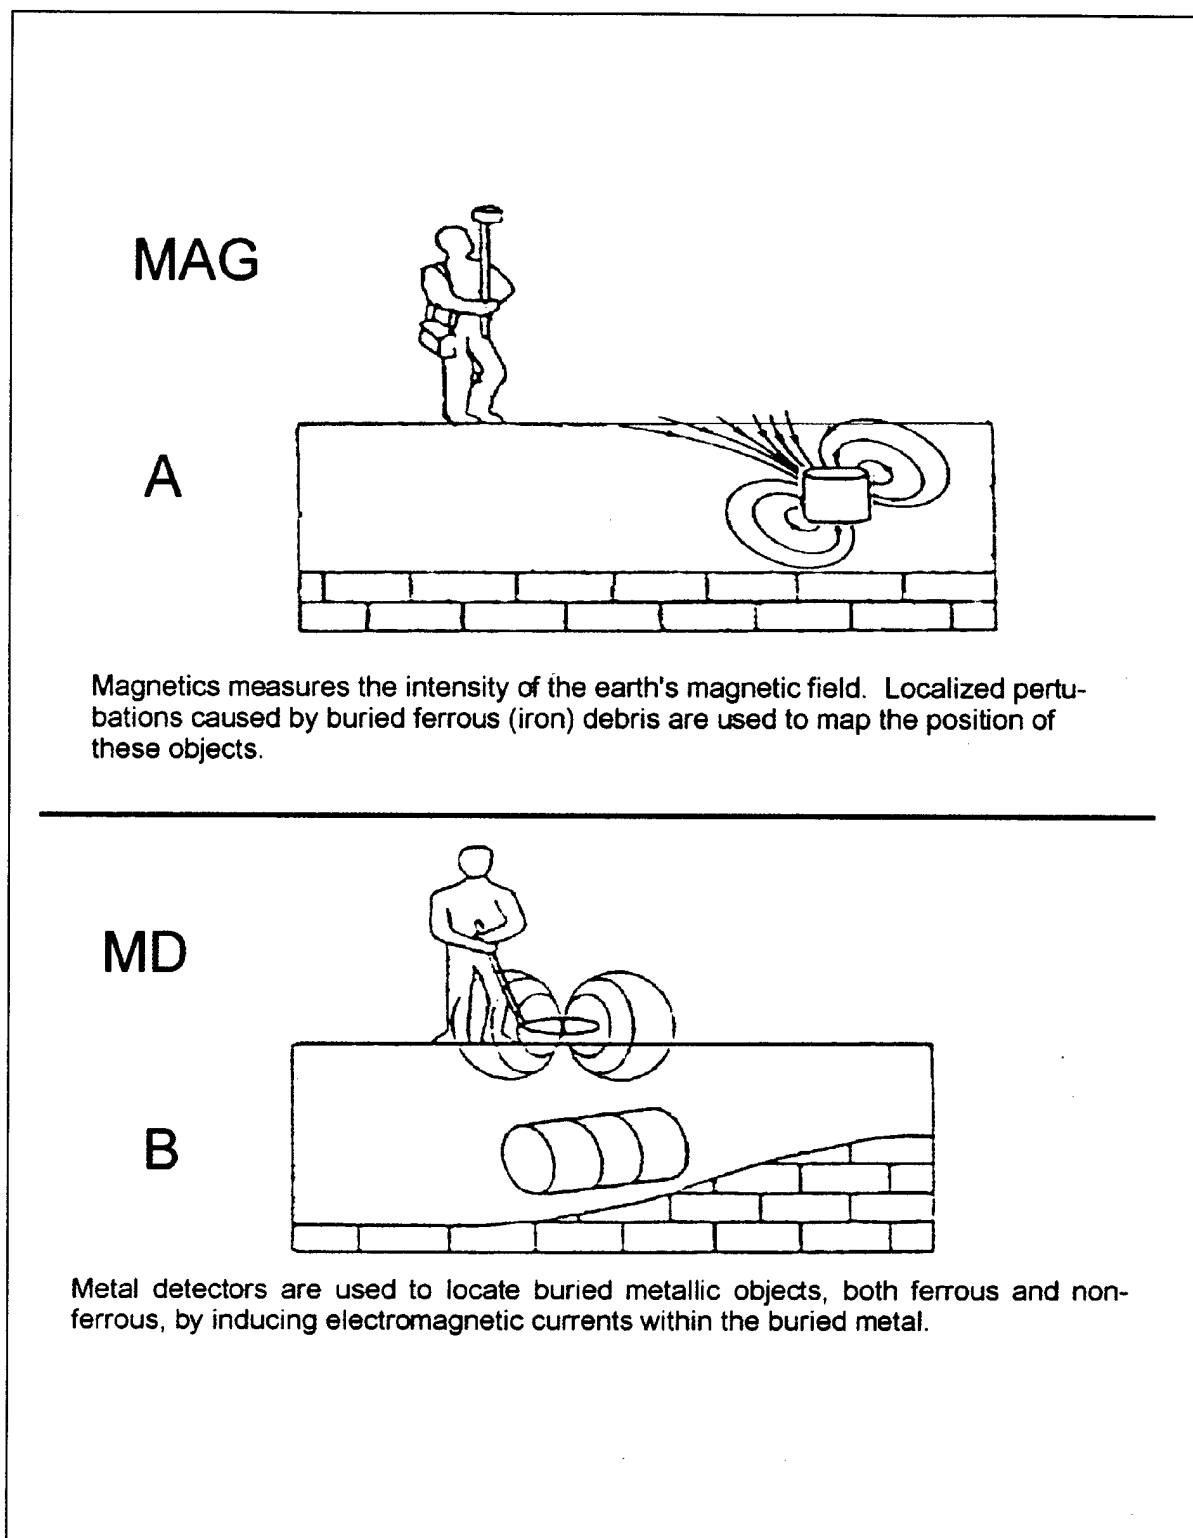 MAG
A
Magnetics measures the intensity of the earth's magnetic field. Localized pertu-
bations caused by buried ferrous (iron) debris are used to map the position of
these objects.
MD
B
Metal detectors are used to locate buried metallic objects, both ferrous and non-
ferrous, by inducing electromagnetic currents within the buried metal.